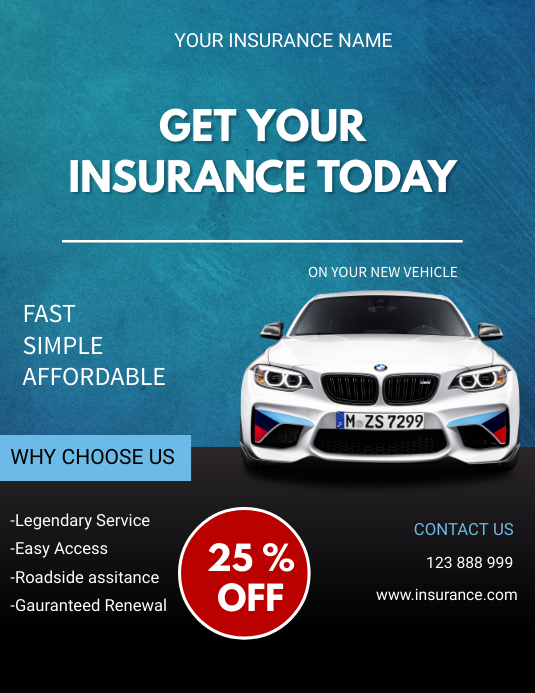 YOUR INSURANCE NAME
GET YOUR
INSURANCE TODAY
ON YOUR NEW VEHICLE
FAST
SIMPLE
AFFORDABLE
M ZS 7299
WHY CHOOSE US
-Legendary Service
-Easy Access
-Roadside assitance
-Gauranteed Renewal
25 %
OFF
CONTACT US
123 888 999
www.insurance.com